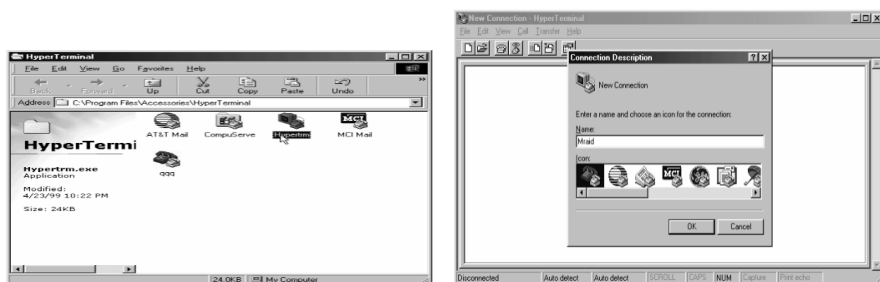 HyperTerminal
File Edit View Go Favorites Help
Back Forward Up Cut Copy Paste Undo »
Address C:\Program Files\Accessories\HyperTerminal
HyperTermi
Hypertrm.exe
Application
Modified:
4/23/99 10:22 PM
Size: 24KB
AT&T Mail CompuServe Hypertrm MCI Mail
qqq
24.0KB My Computer
New Connection - HyperTerminal
File Edit View Call Transfer Help
Connection Description
New Connection
Enter a name and choose an icon for the connection:
Name:
Mraid
Icon:
MCI
OK Cancel
Disconnected Auto detect Auto detect SCROLL CAPS NUM Capture Print echo